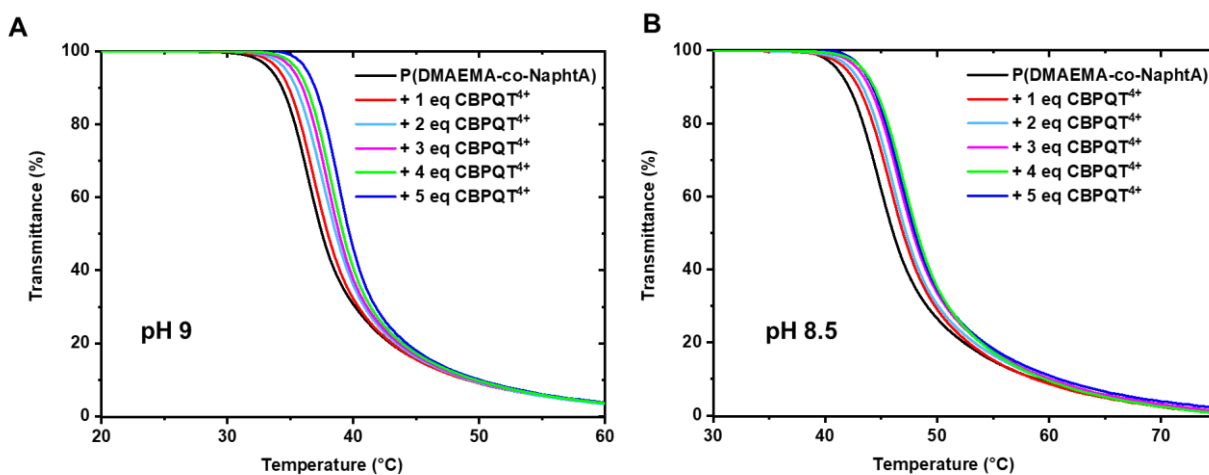 A
100
80
60
40
20
0
Transmittance (%)
P(DMAEMA-co-NaphtA)
+ 1 eq CBPQT⁴⁺
+ 2 eq CBPQT⁴⁺
+ 3 eq CBPQT⁴⁺
+ 4 eq CBPQT⁴⁺
+ 5 eq CBPQT⁴⁺
pH 9
20 30 40 50 60
Temperature (°C)
B
100
80
60
40
20
0
Transmittance (%)
P(DMAEMA-co-NaphtA)
+ 1 eq CBPQT⁴⁺
+ 2 eq CBPQT⁴⁺
+ 3 eq CBPQT⁴⁺
+ 4 eq CBPQT⁴⁺
+ 5 eq CBPQT⁴⁺
pH 8.5
30 40 50 60 70
Temperature (°C)